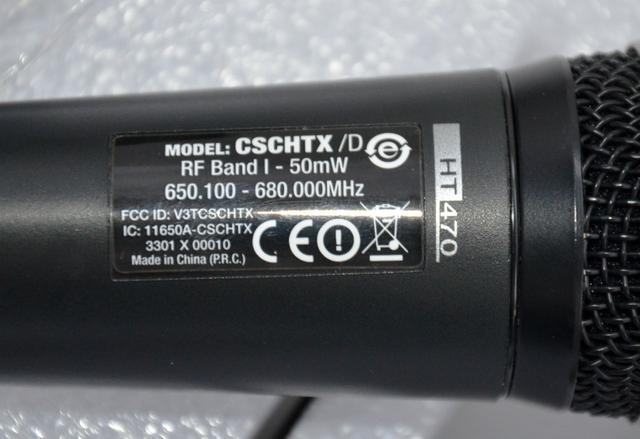 MODEL: CSCHTX /D
RF Band I - 50mW
650.100 - 680.000MHz
FCC ID: V3TCSCHTX
IC: 11650A-CSCHTX
3301 X 00010
Made in China (P.R.C.)
CE
HT470